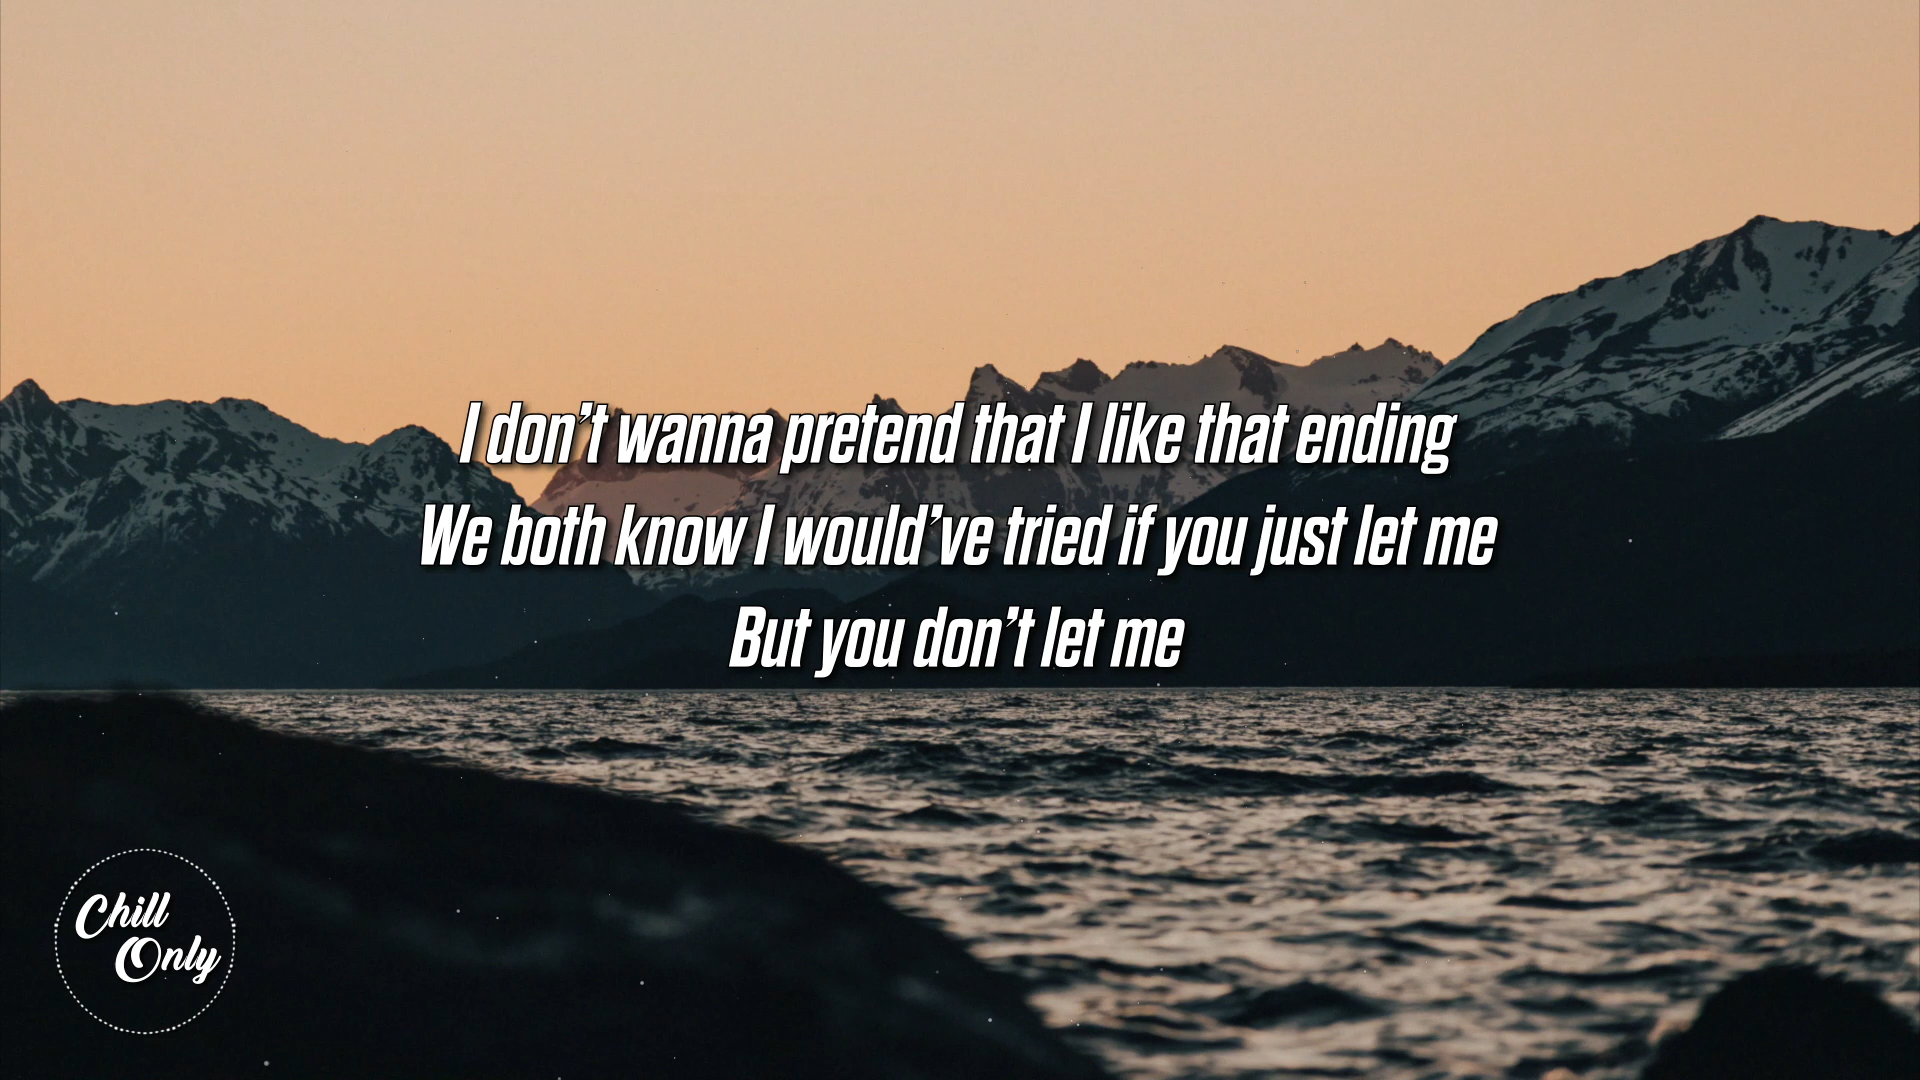 I don't wanna pretend that I like that ending
We both know I would've tried if you just let me
But you don't let me
Chill
Only